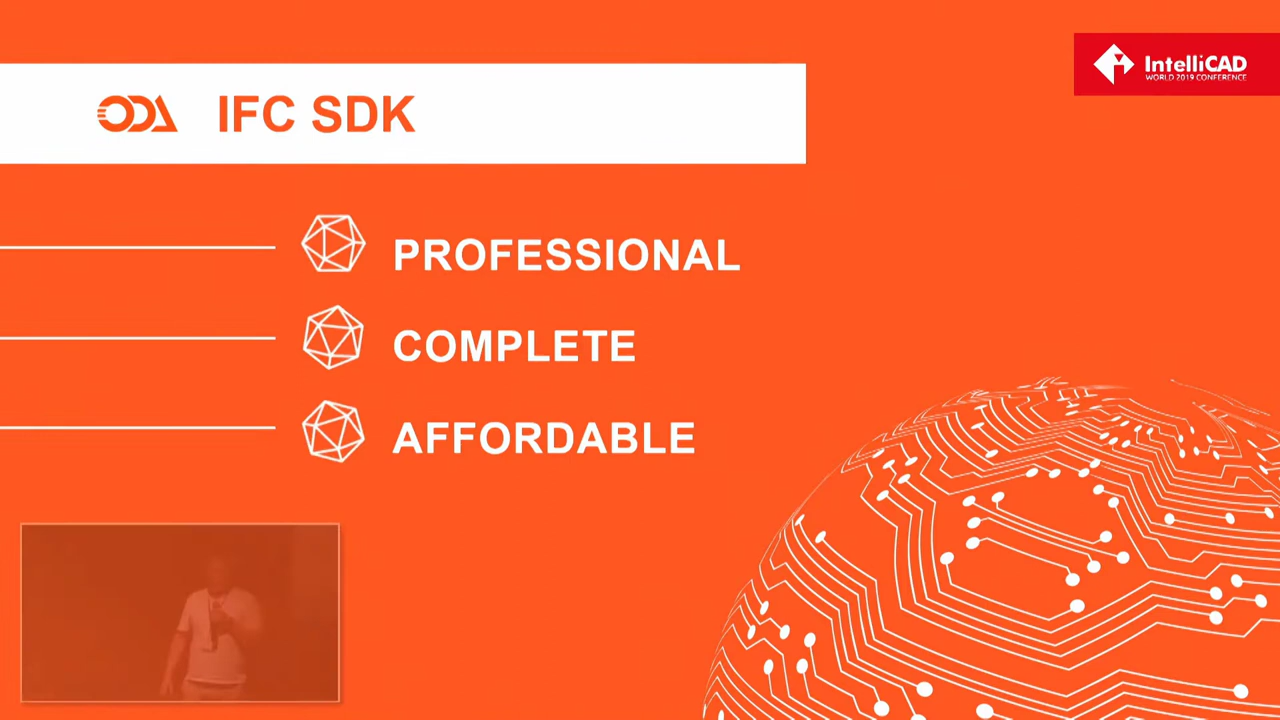 IntelliCAD
WORLD 2019 CONFERENCE
ODA IFC SDK
PROFESSIONAL
COMPLETE
AFFORDABLE